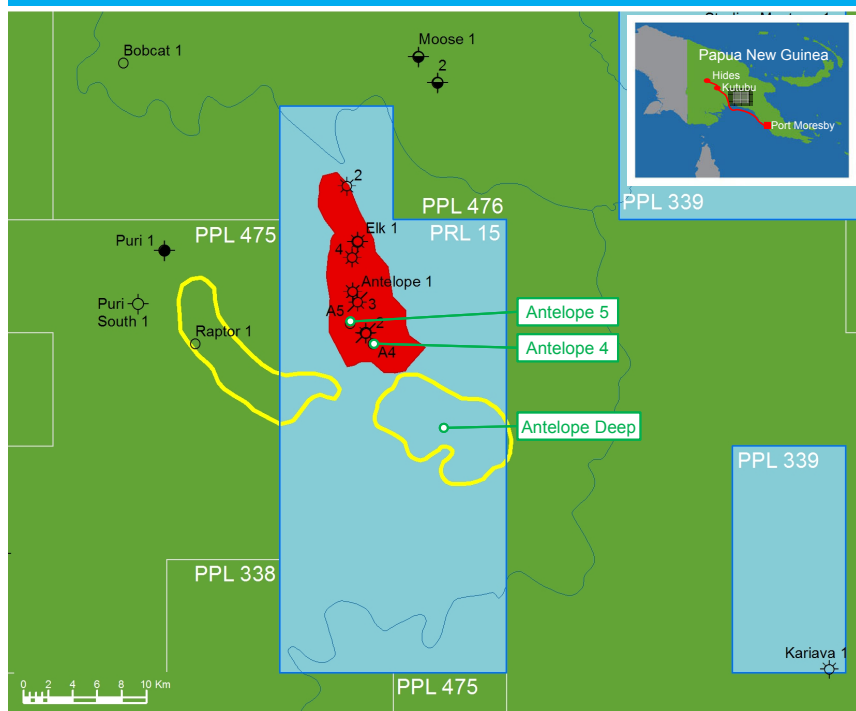 Bobcat 1
Moose 1
2
Papua New Guinea
Hides
Kutubu
Port Moresby
2
PPL 476
PPL 339
Puri 1
PPL 475
Elk 1
PRL 15
4
Puri
South 1
Antelope 1
3
A5
Antelope 5
Raptor 1
2
A4
Antelope 4
Antelope Deep
PPL 339
PPL 338
Kariava 1
0 2 4 6 8 10 Km
PPL 475